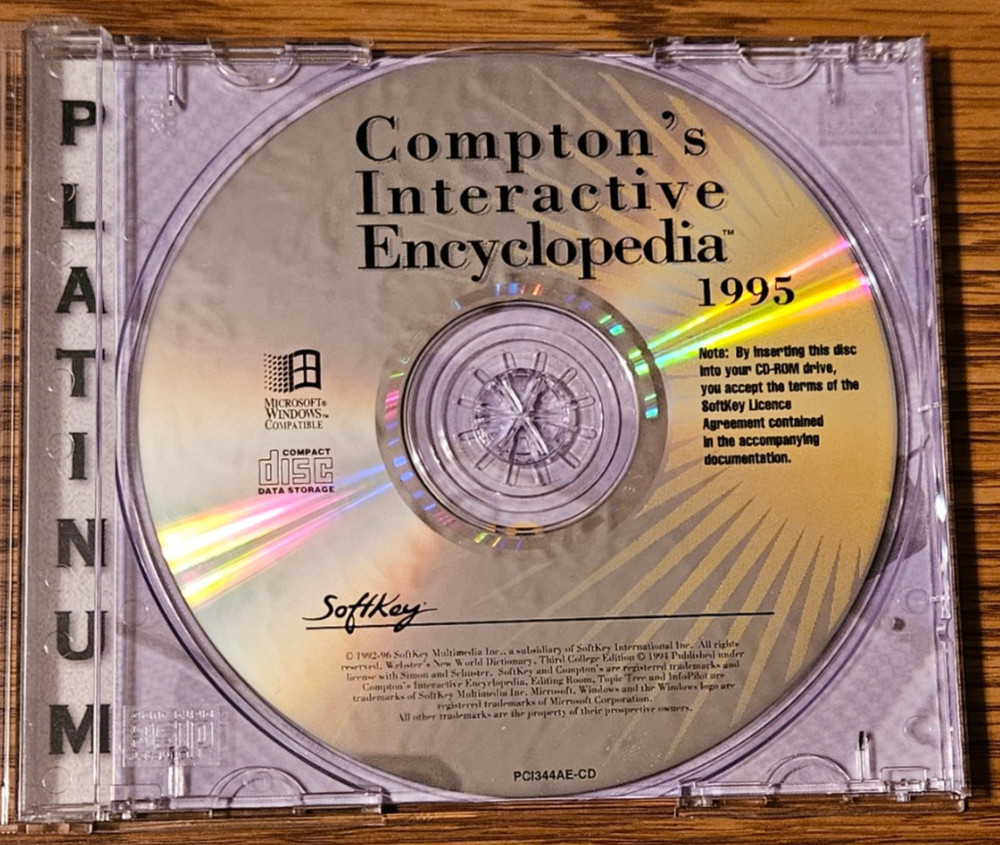 PLATINUM
Compton's
Interactive
Encyclopedia™
1995
Note: By inserting this disc
into your CD-ROM drive,
you accept the terms of the
SoftKey Licence
Agreement contained
in the accompanying
documentation.
MICROSOFT®
WINDOWS™
COMPATIBLE
COMPACT
disc
DATA STORAGE
SoftKey
© 1992-96 SoftKey Multimedia Inc., a subsidiary of SoftKey International Inc. All rights
reserved. Webster's New World Dictionary, Third College Edition © 1994 Published under
license with Simon and Schuster. SoftKey and Compton's are registered trademarks and
Compton's Interactive Encyclopedia, Editing Room, Topic Tree and InfoPilot are
trademarks of SoftKey Multimedia Inc. Microsoft, Windows and the Windows logo are
registered trademarks of Microsoft Corporation.
All other trademarks are the property of their prospective owners.
PCI344AE-CD